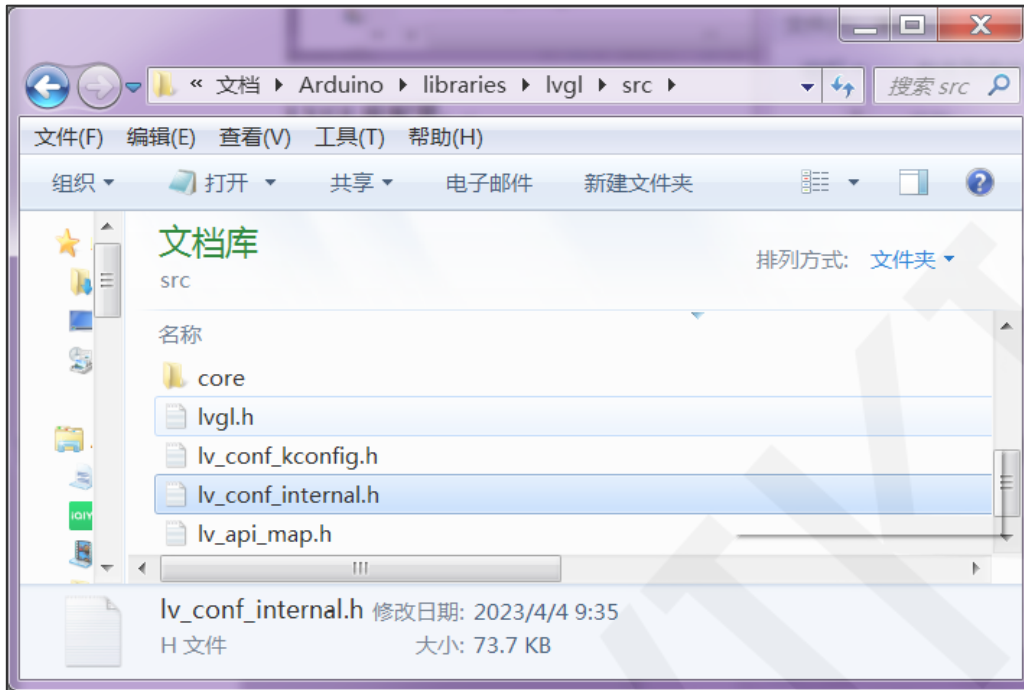 « 文档 ▸ Arduino ▸ libraries ▸ lvgl ▸ src ▸ 搜索 src
文件(F) 编辑(E) 查看(V) 工具(T) 帮助(H)
组织 打开 共享 电子邮件 新建文件夹
文档库
src
排列方式: 文件夹
名称
core
lvgl.h
lv_conf_kconfig.h
lv_conf_internal.h
lv_api_map.h
lv_conf_internal.h 修改日期: 2023/4/4 9:35
H 文件 大小: 73.7 KB